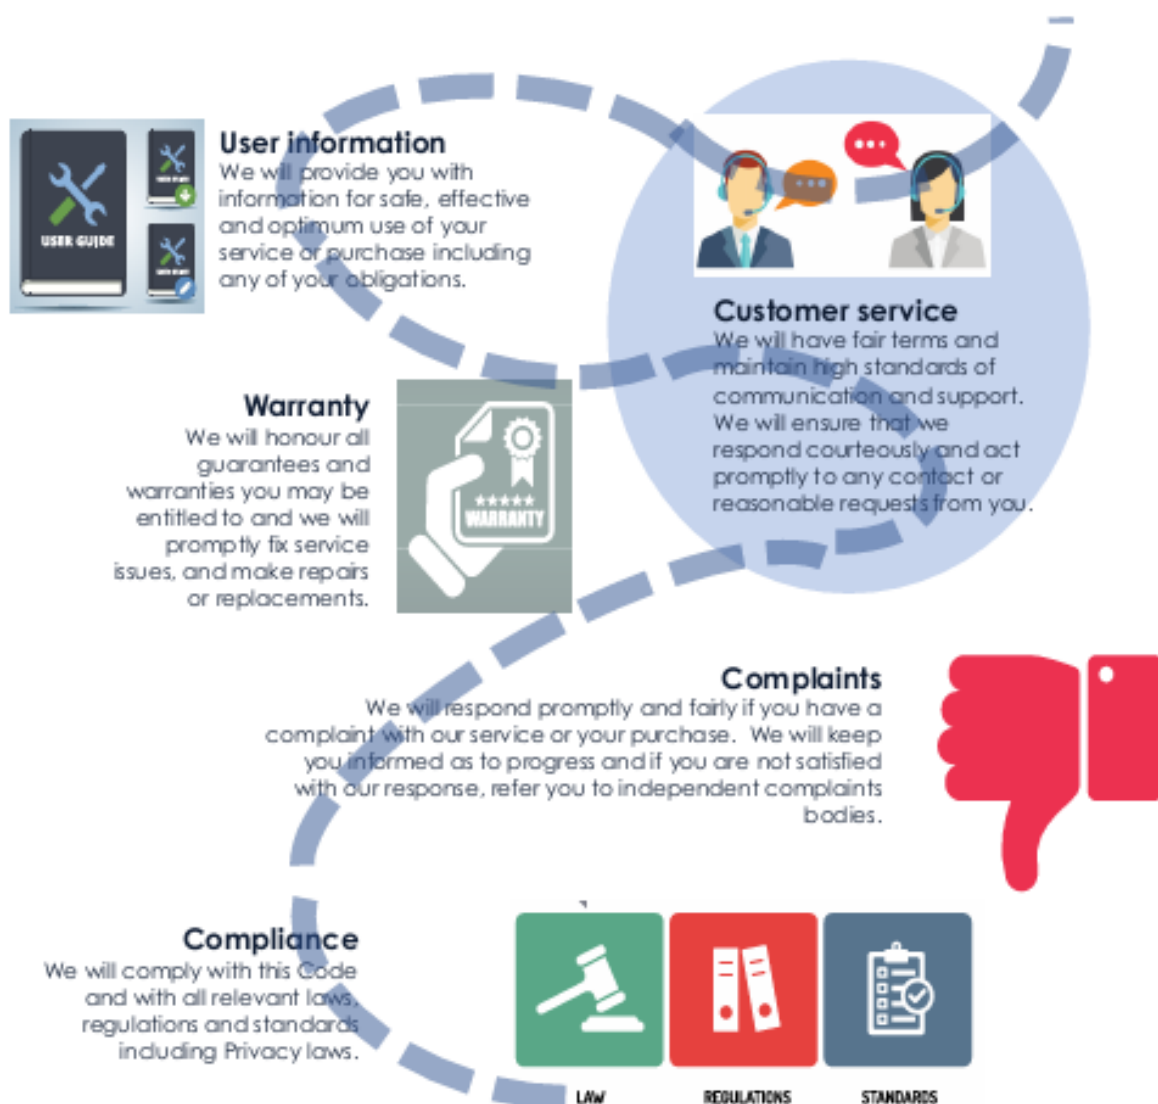 USER GUIDE
User information
We will provide you with
information for safe, effective
and optimum use of your
service or purchase including
any of your obligations.
Customer service
We will have fair terms and
maintain high standards of
communication and support.
We will ensure that we
respond courteously and act
promptly to any contact or
reasonable requests from you.
Warranty
We will honour all
guarantees and
warranties you may be
entitled to and we will
promptly fix service
issues, and make repairs
or replacements.
WARRANTY
Complaints
We will respond promptly and fairly if you have a
complaint with our service or your purchase.  We will keep
you informed as to progress and if you are not satisfied
with our response, refer you to independent complaints
bodies.
Compliance
We will comply with this Code
and with all relevant laws,
regulations and standards
including Privacy laws.
LAW
REGULATIONS
STANDARDS